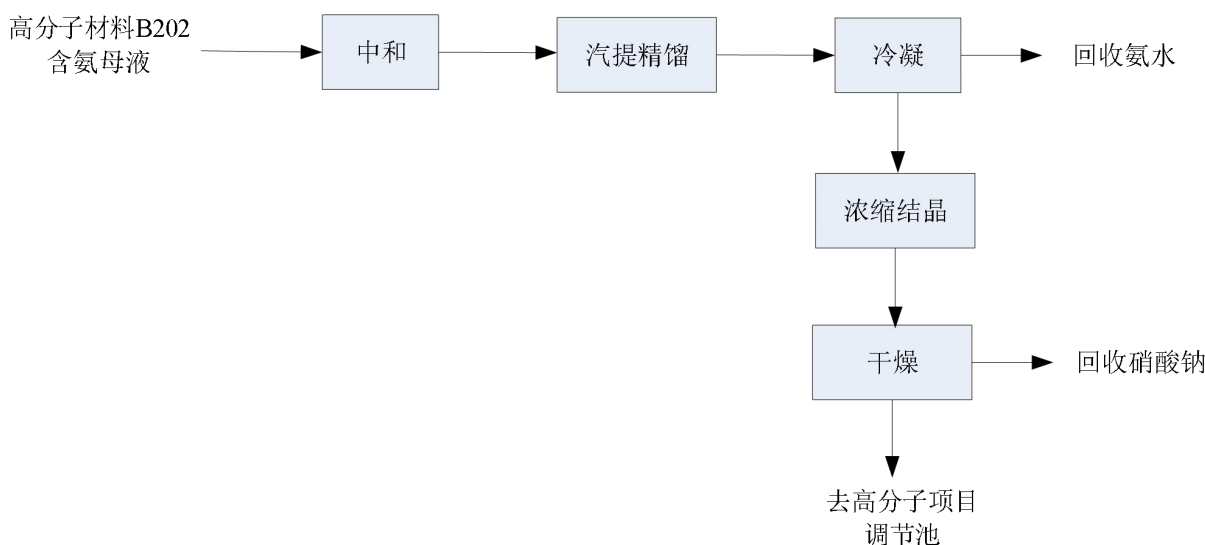 高分子材料B202
含氨母液
中和
汽提精馏
冷凝
回收氨水
浓缩结晶
干燥
回收硝酸钠
去高分子项目
调节池